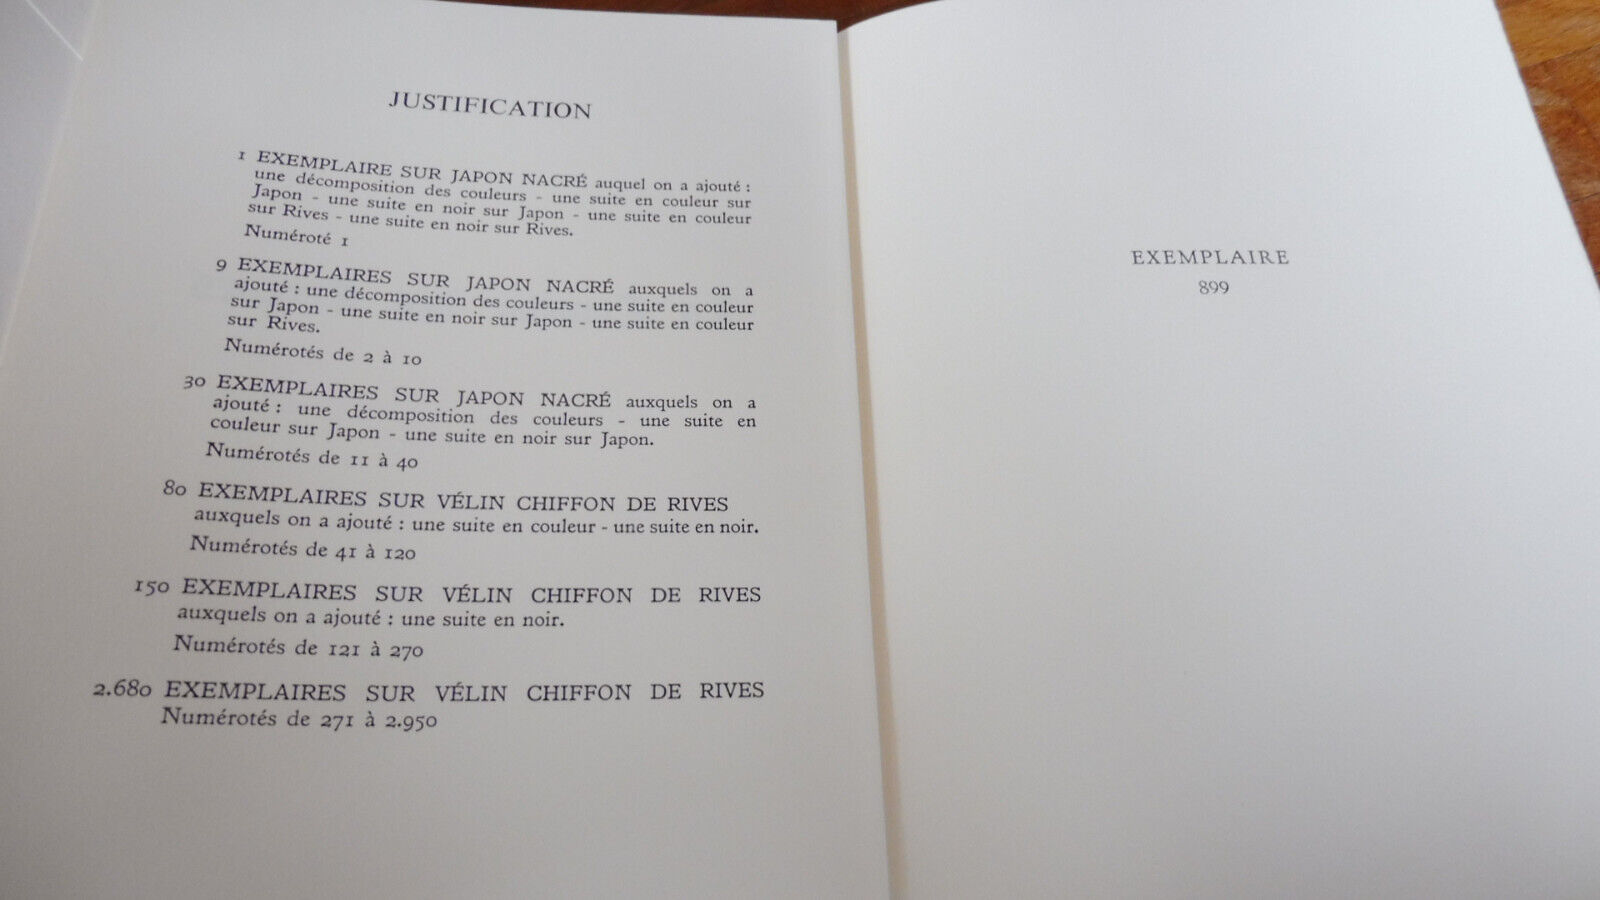 JUSTIFICATION
1 EXEMPLAIRE SUR JAPON NACRÉ auquel on a ajouté :
une décomposition des couleurs - une suite en couleur sur
Japon - une suite en noir sur Japon - une suite en couleur
sur Rives - une suite en noir sur Rives.
Numéroté 1
9 EXEMPLAIRES SUR JAPON NACRÉ auxquels on a
ajouté : une décomposition des couleurs - une suite en couleur
sur Japon - une suite en noir sur Japon - une suite en couleur
sur Rives.
Numérotés de 2 à 10
30 EXEMPLAIRES SUR JAPON NACRÉ auxquels on a
ajouté : une décomposition des couleurs - une suite en
couleur sur Japon - une suite en noir sur Japon.
Numérotés de 11 à 40
80 EXEMPLAIRES SUR VÉLIN CHIFFON DE RIVES
auxquels on a ajouté : une suite en couleur - une suite en noir.
Numérotés de 41 à 120
150 EXEMPLAIRES SUR VÉLIN CHIFFON DE RIVES
auxquels on a ajouté : une suite en noir.
Numérotés de 121 à 270
2.680 EXEMPLAIRES SUR VÉLIN CHIFFON DE RIVES
Numérotés de 271 à 2.950
EXEMPLAIRE
899